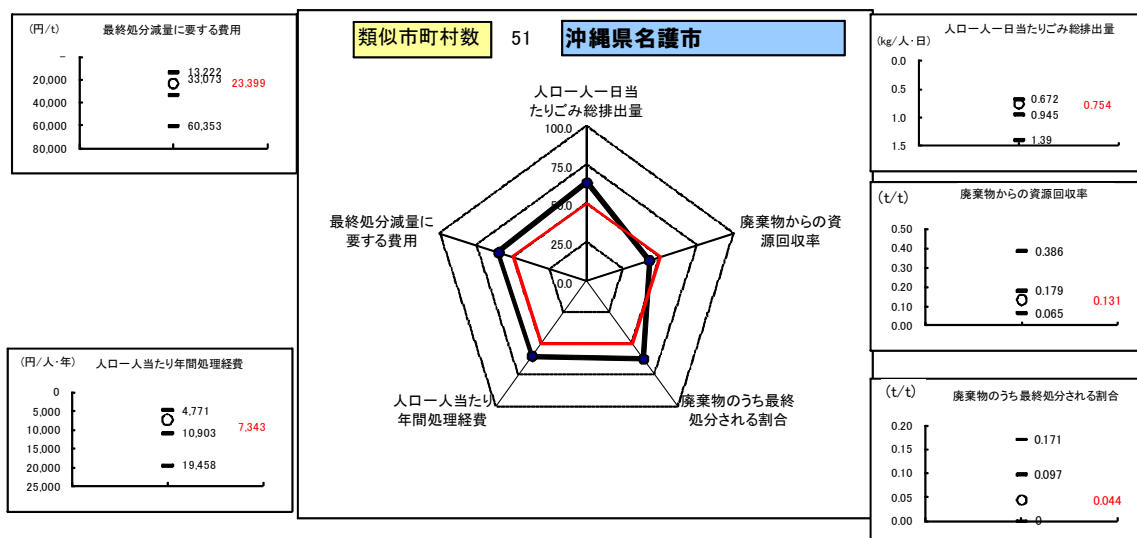 (円/t)
最終処分減量に要する費用
20,000
40,000
60,000
80,000
13,222
33,073
23,399
60,353
類似市町村数
51
沖縄県名護市
人口一人一日当
たりごみ総排出量
100.0
75.0
50.0
25.0
0.0
最終処分減量に
要する費用
廃棄物からの資
源回収率
人口一人当たり
年間処理経費
廃棄物のうち最終
処分される割合
人口一人一日当たりごみ総排出量
(kg/人・日)
0.0
0.5
1.0
1.5
0.672
0.945
1.39
0.754
廃棄物からの資源回収率
(t/t)
0.50
0.40
0.30
0.20
0.10
0.00
0.386
0.179
0.065
0.131
(円/人・年)
人口一人当たり年間処理経費
0
5,000
10,000
15,000
20,000
25,000
4,771
10,903
19,458
7,343
(t/t)
廃棄物のうち最終処分される割合
0.20
0.15
0.10
0.05
0.00
0.171
0.097
0
0.044